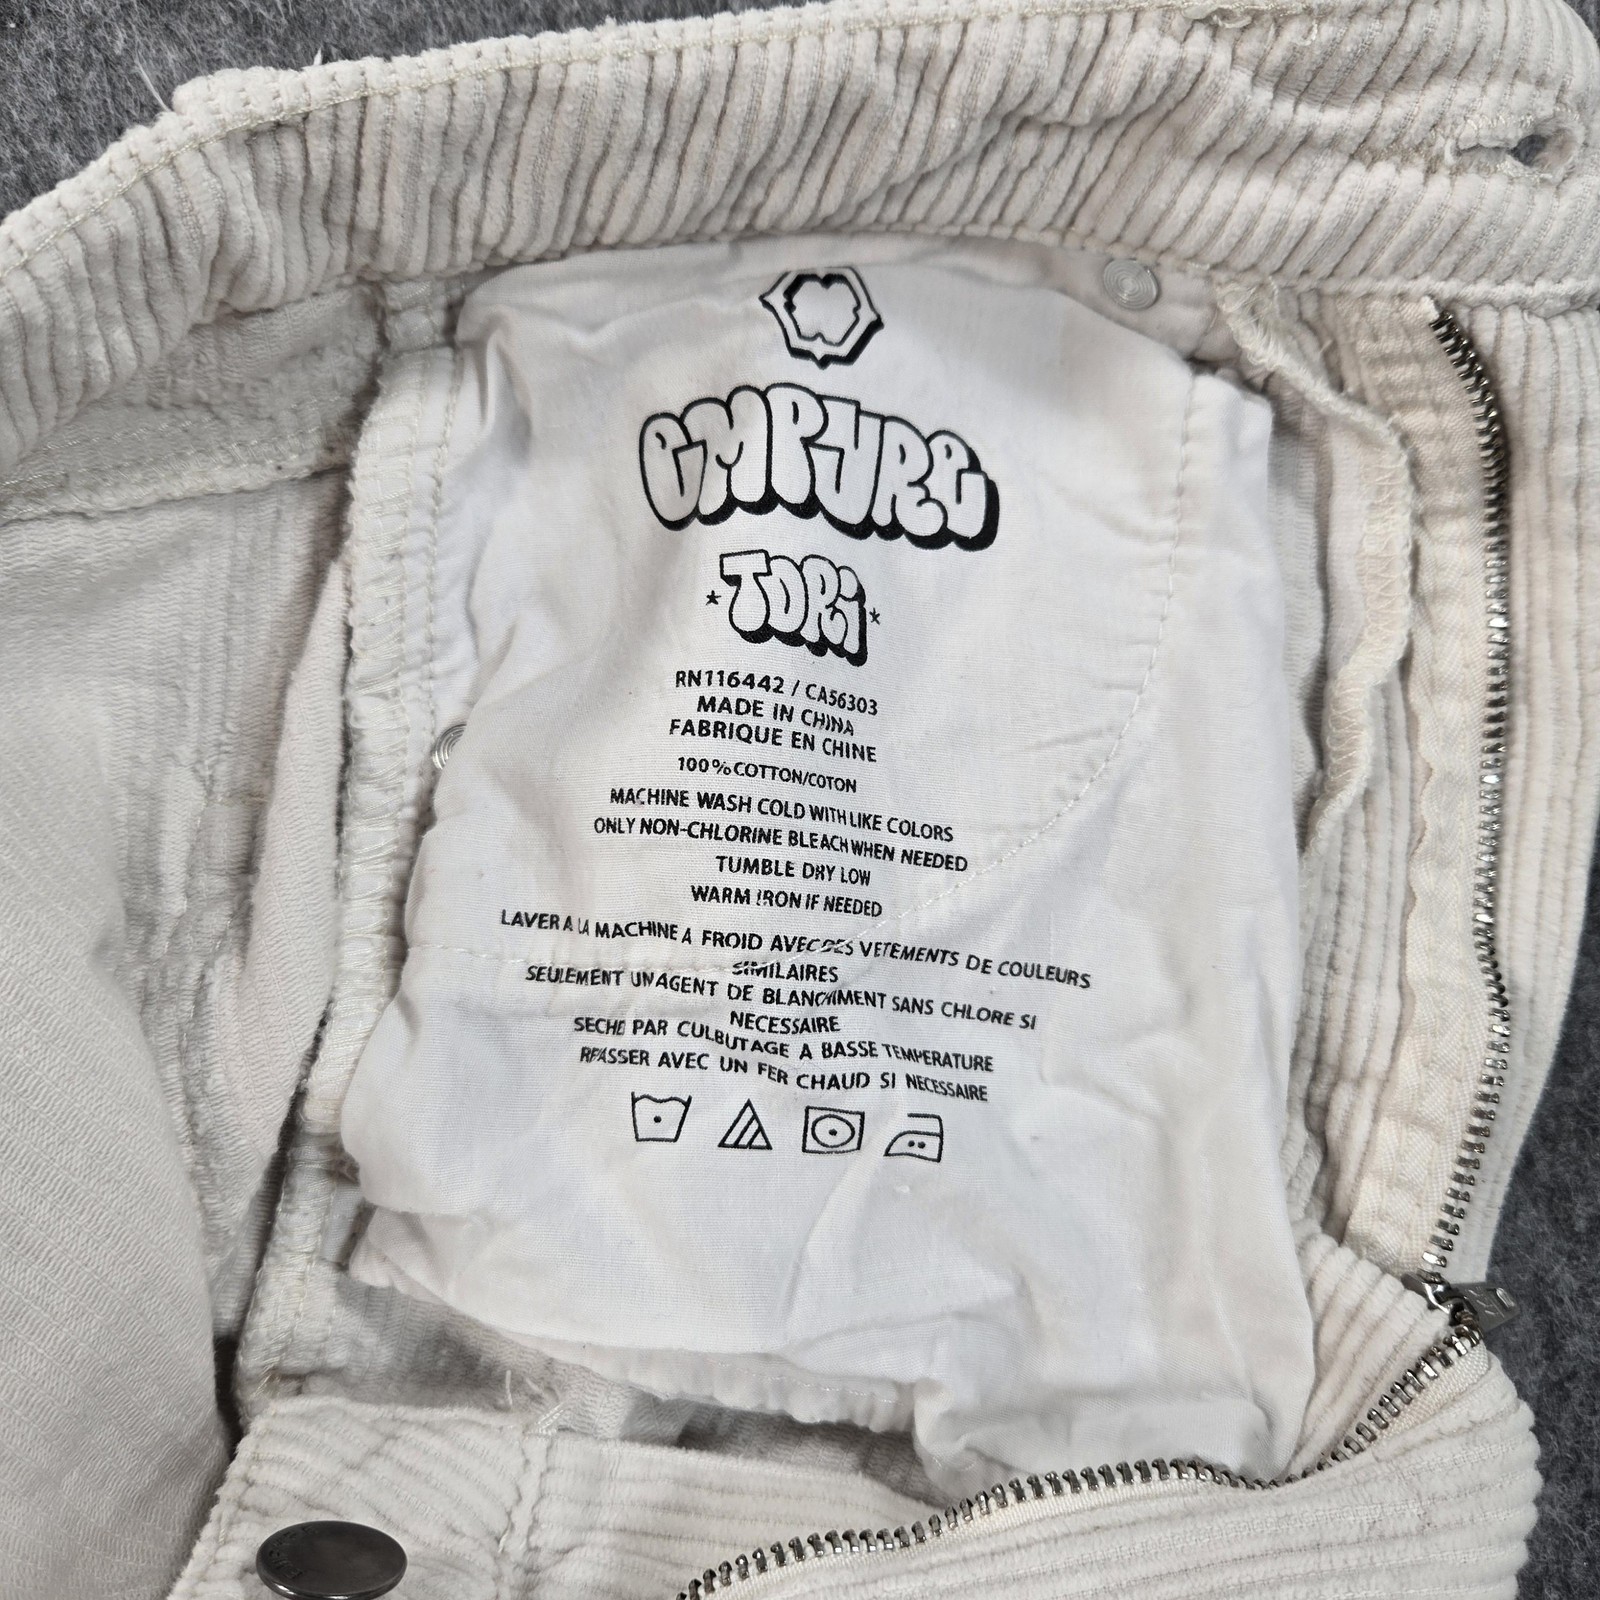 EMPYRE
TORI
RN116442 / CA56303
MADE IN CHINA
FABRIQUE EN CHINE
100% COTTON/COTON
MACHINE WASH COLD WITH LIKE COLORS
ONLY NON-CHLORINE BLEACH WHEN NEEDED
TUMBLE DRY LOW
WARM IRON IF NEEDED
LAVER A LA MACHINE A FROID AVEC DES VETEMENTS DE COULEURS
SIMILAIRES
SEULEMENT UN AGENT DE BLANCHIMENT SANS CHLORE SI
NECESSAIRE
SECHE PAR CULBUTAGE A BASSE TEMPERATURE
REPASSER AVEC UN FER CHAUD SI NECESSAIRE